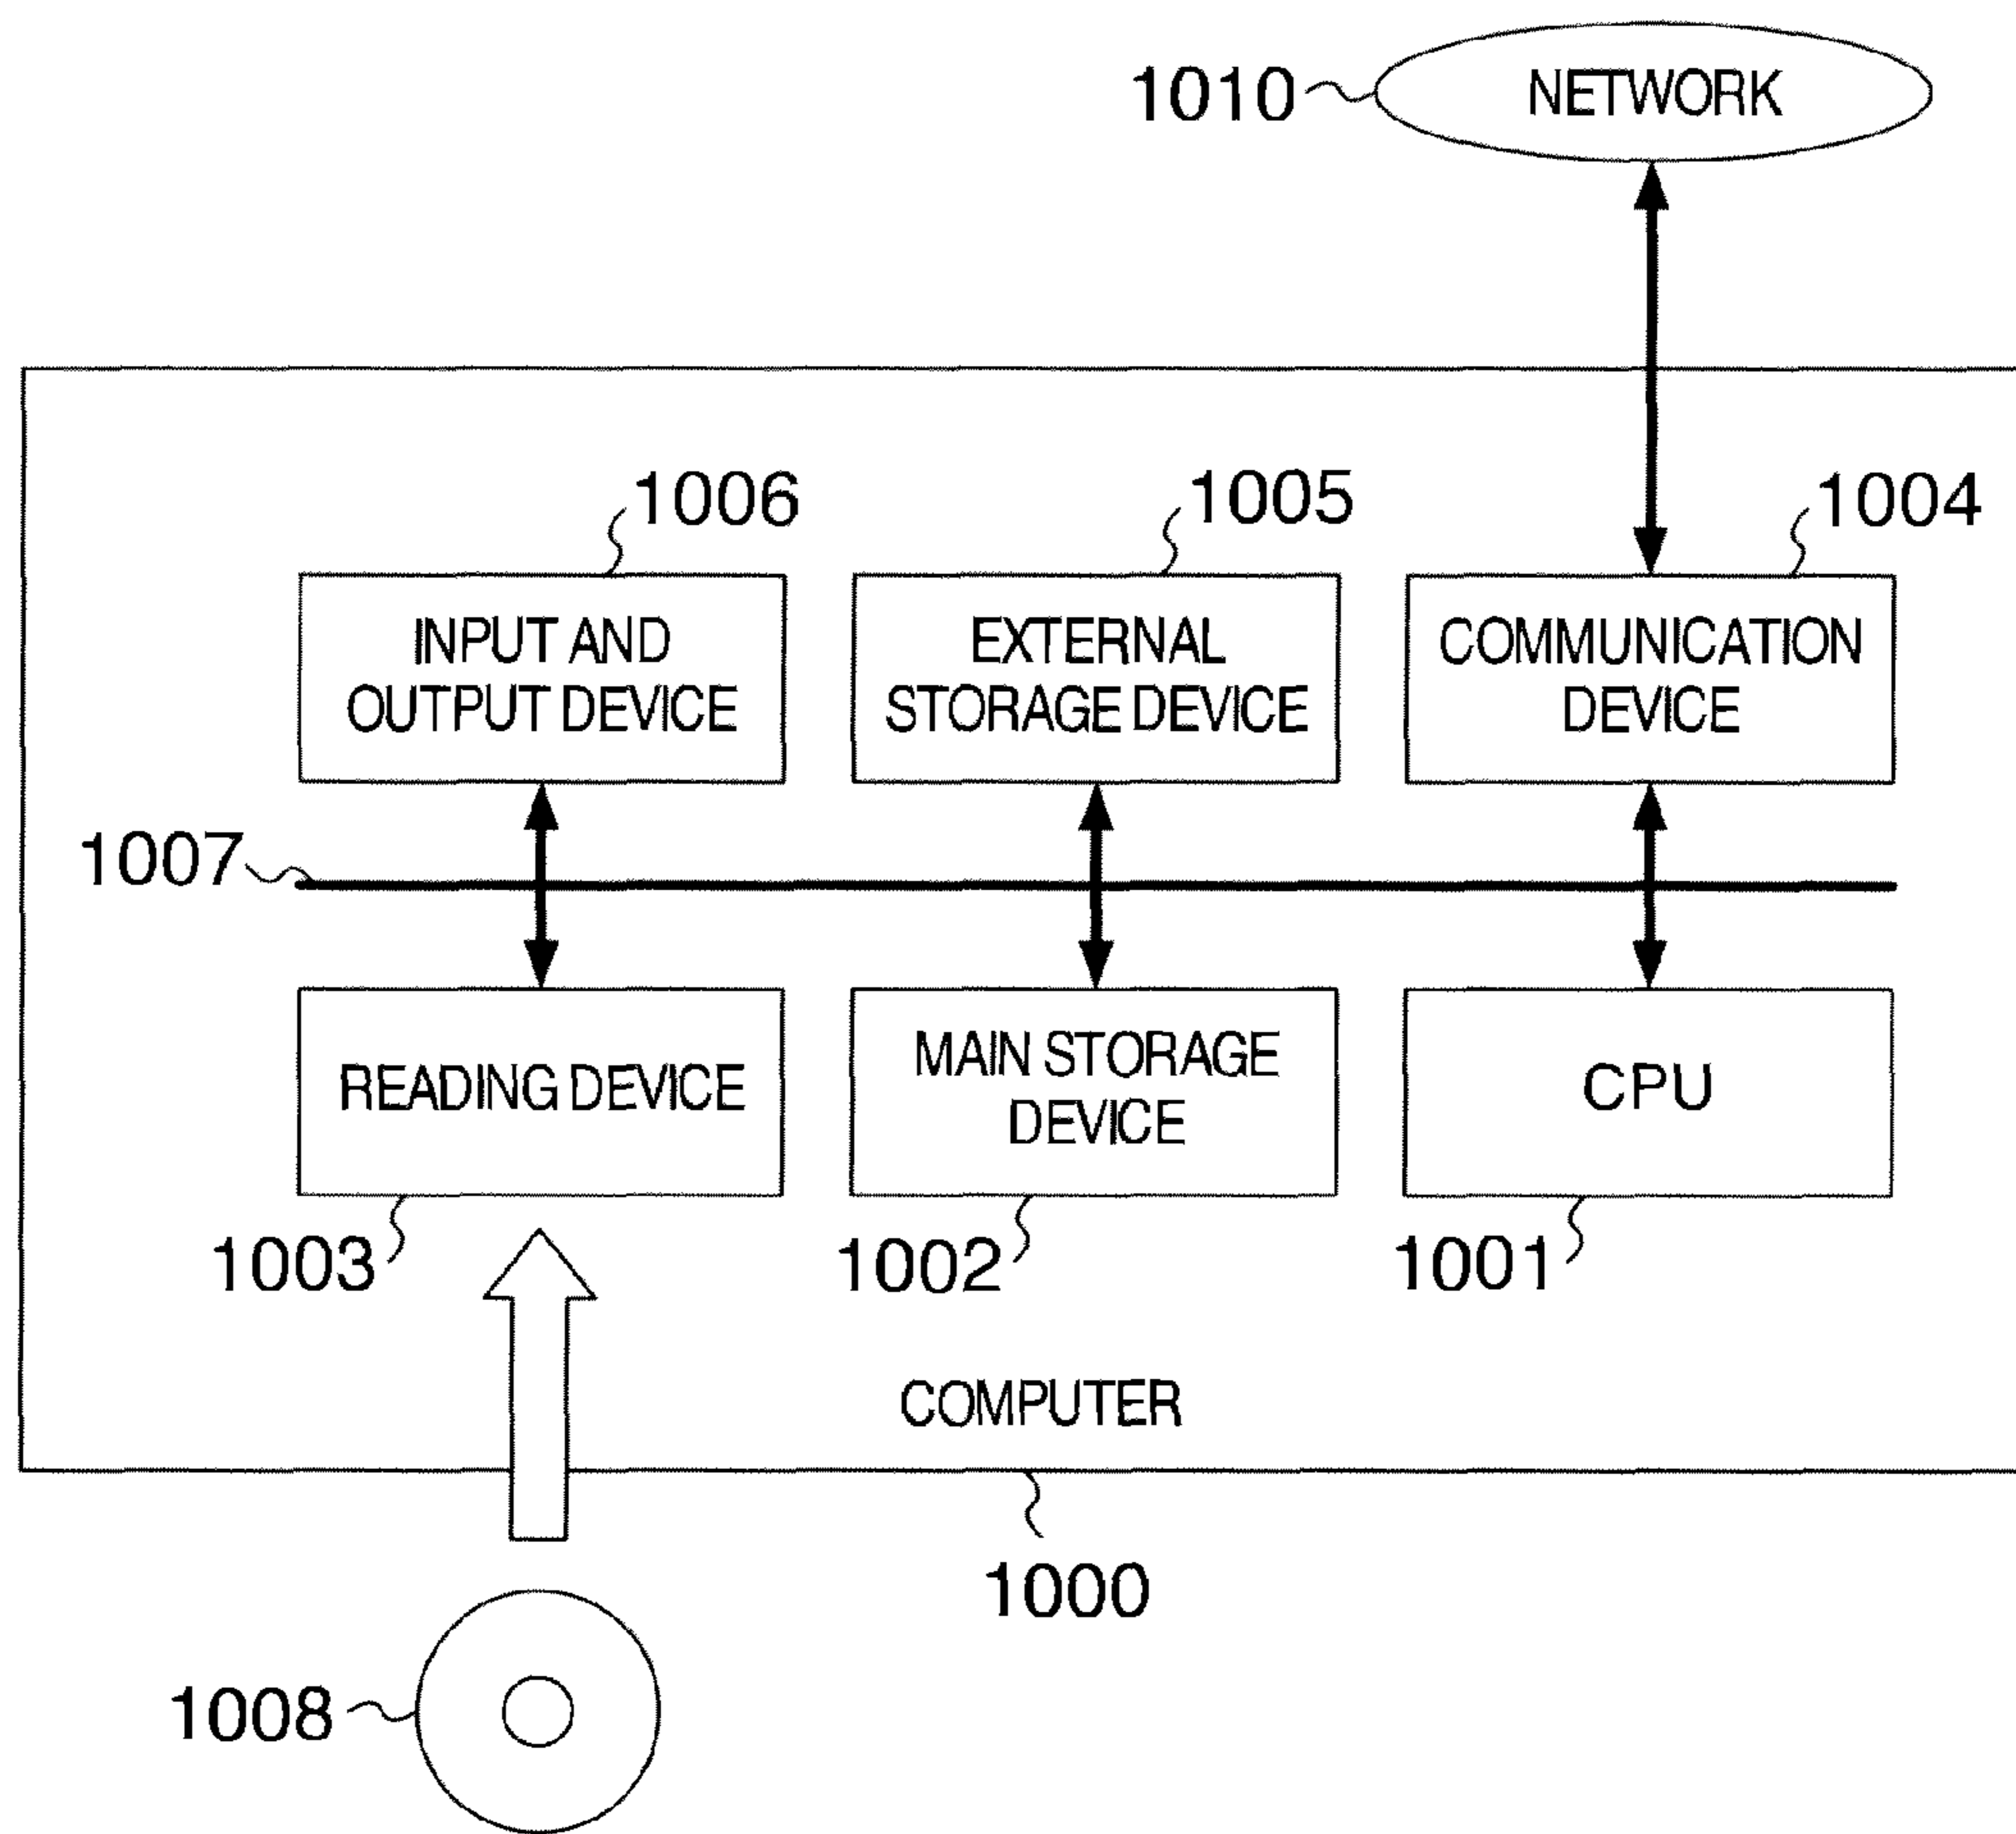 1010
NETWORK
1006
1005
1004
INPUT AND
OUTPUT DEVICE
EXTERNAL
STORAGE DEVICE
COMMUNICATION
DEVICE
1007
READING DEVICE
MAIN STORAGE
DEVICE
CPU
1003
1002
1001
COMPUTER
1000
1008